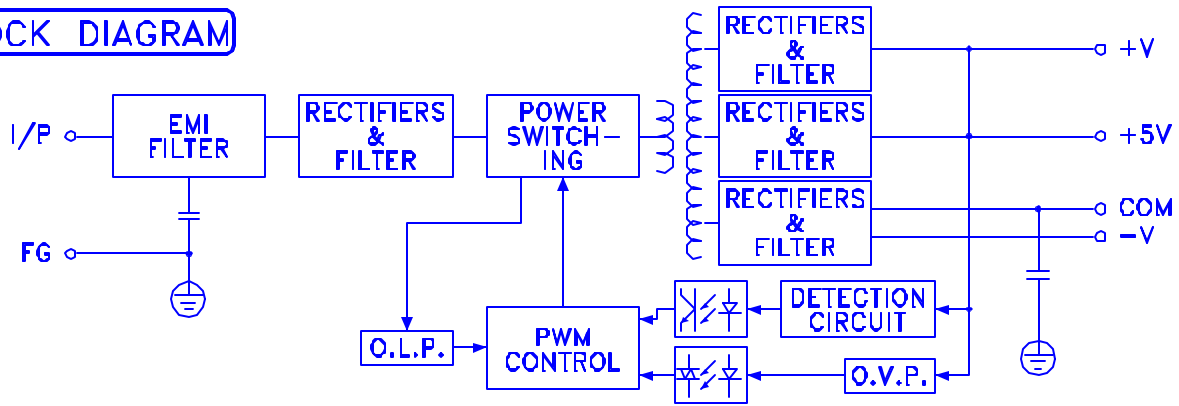 OCK DIAGRAM
I/P
EMI
FILTER
RECTIFIERS
&
FILTER
POWER
SWITCH-
ING
RECTIFIERS
&
FILTER
+V
RECTIFIERS
&
FILTER
+5V
RECTIFIERS
&
FILTER
COM
-V
FG
O.L.P.
PWM
CONTROL
DETECTION
CIRCUIT
O.V.P.